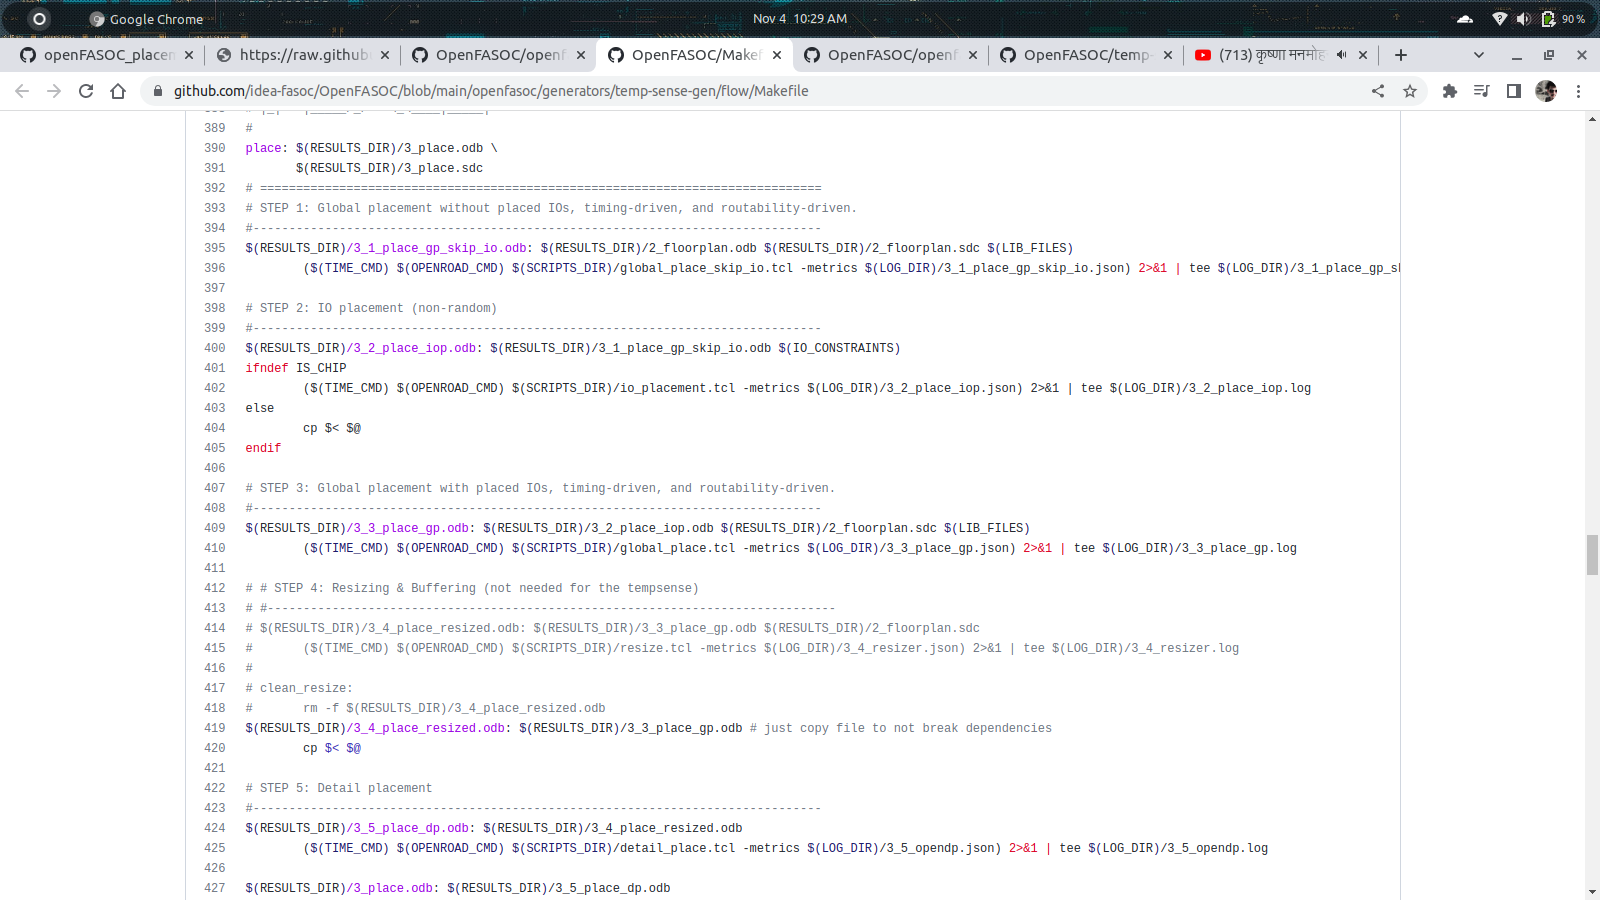 Google Chrome
Nov 4 10:29 AM
90 %
openFASOC_placem
https://raw.github
OpenFASOC/openf
OpenFASOC/Makef
OpenFASOC/openf
OpenFASOC/temp-
(713) कृष्णा मनमोह
github.com/idea-fasoc/OpenFASOC/blob/main/openfasoc/generators/temp-sense-gen/flow/Makefile
389 #
390 place: $(RESULTS_DIR)/3_place.odb \
391 $(RESULTS_DIR)/3_place.sdc
392 # ==============================================================================
393 # STEP 1: Global placement without placed IOs, timing-driven, and routability-driven.
394 #-------------------------------------------------------------------------------
395 $(RESULTS_DIR)/3_1_place_gp_skip_io.odb: $(RESULTS_DIR)/2_floorplan.odb $(RESULTS_DIR)/2_floorplan.sdc $(LIB_FILES)
396 ($(TIME_CMD) $(OPENROAD_CMD) $(SCRIPTS_DIR)/global_place_skip_io.tcl -metrics $(LOG_DIR)/3_1_place_gp_skip_io.json) 2>&1 | tee $(LOG_DIR)/3_1_place_gp_s
397
398 # STEP 2: IO placement (non-random)
399 #-------------------------------------------------------------------------------
400 $(RESULTS_DIR)/3_2_place_iop.odb: $(RESULTS_DIR)/3_1_place_gp_skip_io.odb $(IO_CONSTRAINTS)
401 ifndef IS_CHIP
402 ($(TIME_CMD) $(OPENROAD_CMD) $(SCRIPTS_DIR)/io_placement.tcl -metrics $(LOG_DIR)/3_2_place_iop.json) 2>&1 | tee $(LOG_DIR)/3_2_place_iop.log
403 else
404 cp $< $@
405 endif
406
407 # STEP 3: Global placement with placed IOs, timing-driven, and routability-driven.
408 #-------------------------------------------------------------------------------
409 $(RESULTS_DIR)/3_3_place_gp.odb: $(RESULTS_DIR)/3_2_place_iop.odb $(RESULTS_DIR)/2_floorplan.sdc $(LIB_FILES)
410 ($(TIME_CMD) $(OPENROAD_CMD) $(SCRIPTS_DIR)/global_place.tcl -metrics $(LOG_DIR)/3_3_place_gp.json) 2>&1 | tee $(LOG_DIR)/3_3_place_gp.log
411
412 # # STEP 4: Resizing & Buffering (not needed for the tempsense)
413 # #-------------------------------------------------------------------------------
414 # $(RESULTS_DIR)/3_4_place_resized.odb: $(RESULTS_DIR)/3_3_place_gp.odb $(RESULTS_DIR)/2_floorplan.sdc
415 # ($(TIME_CMD) $(OPENROAD_CMD) $(SCRIPTS_DIR)/resize.tcl -metrics $(LOG_DIR)/3_4_resizer.json) 2>&1 | tee $(LOG_DIR)/3_4_resizer.log
416 #
417 # clean_resize:
418 # rm -f $(RESULTS_DIR)/3_4_place_resized.odb
419 $(RESULTS_DIR)/3_4_place_resized.odb: $(RESULTS_DIR)/3_3_place_gp.odb # just copy file to not break dependencies
420 cp $< $@
421
422 # STEP 5: Detail placement
423 #-------------------------------------------------------------------------------
424 $(RESULTS_DIR)/3_5_place_dp.odb: $(RESULTS_DIR)/3_4_place_resized.odb
425 ($(TIME_CMD) $(OPENROAD_CMD) $(SCRIPTS_DIR)/detail_place.tcl -metrics $(LOG_DIR)/3_5_opendp.json) 2>&1 | tee $(LOG_DIR)/3_5_opendp.log
426
427 $(RESULTS_DIR)/3_place.odb: $(RESULTS_DIR)/3_5_place_dp.odb